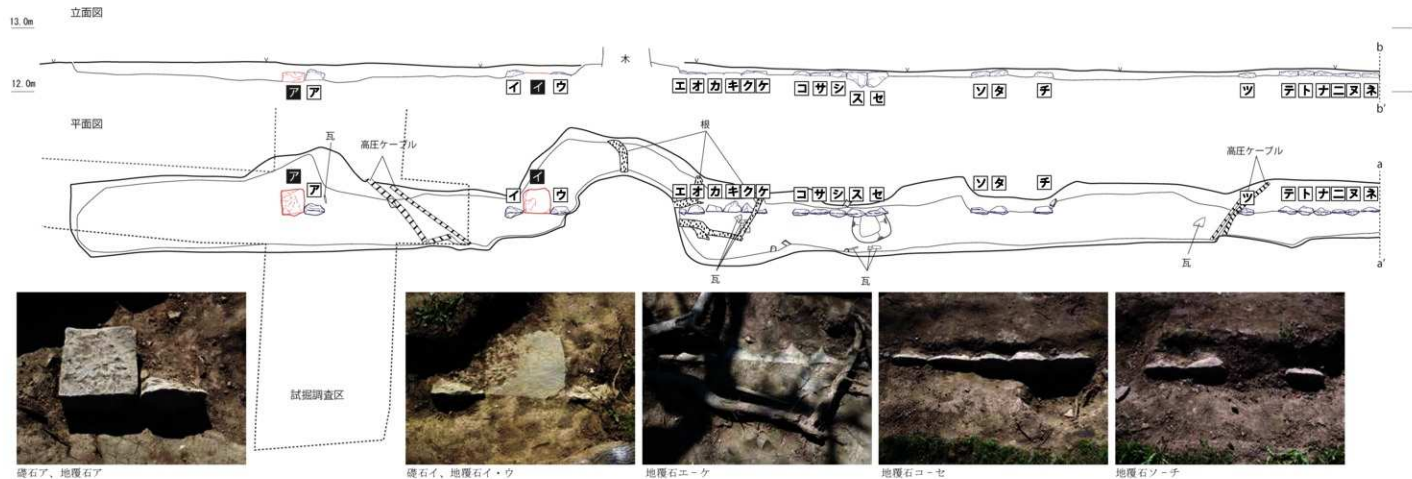 立面図
13.0m
12.0m
木
b
b'
ア ア イ イ ウ エ オ カ キ ク ケ コ サ シ ス セ ソ タ チ ツ テ ト ナ ニ ヌ ネ
平面図
瓦
高圧ケーブル
根
高圧ケーブル
a
ア ア イ イ ウ エ オ カ キ ク ケ コ サ シ ス セ ソ タ チ ツ テ ト ナ ニ ヌ ネ
瓦
瓦
瓦
a'
試掘調査区
礎石ア、地覆石ア
礎石イ、地覆石イ・ウ
地覆石エ-ケ
地覆石コ-セ
地覆石ソ-チ